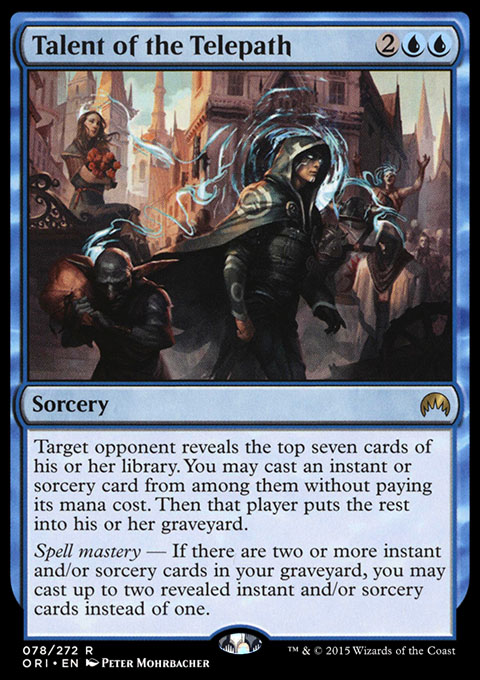 Talent of the Telepath 2
Sorcery
Target opponent reveals the top seven cards of
his or her library. You may cast an instant or
sorcery card from among them without paying
its mana cost. Then that player puts the rest
into his or her graveyard.
Spell mastery — If there are two or more instant
and/or sorcery cards in your graveyard, you may
cast up to two revealed instant and/or sorcery
cards instead of one.
078/272 R
ORI • EN Peter Mohrbacher
™ & © 2015 Wizards of the Coast